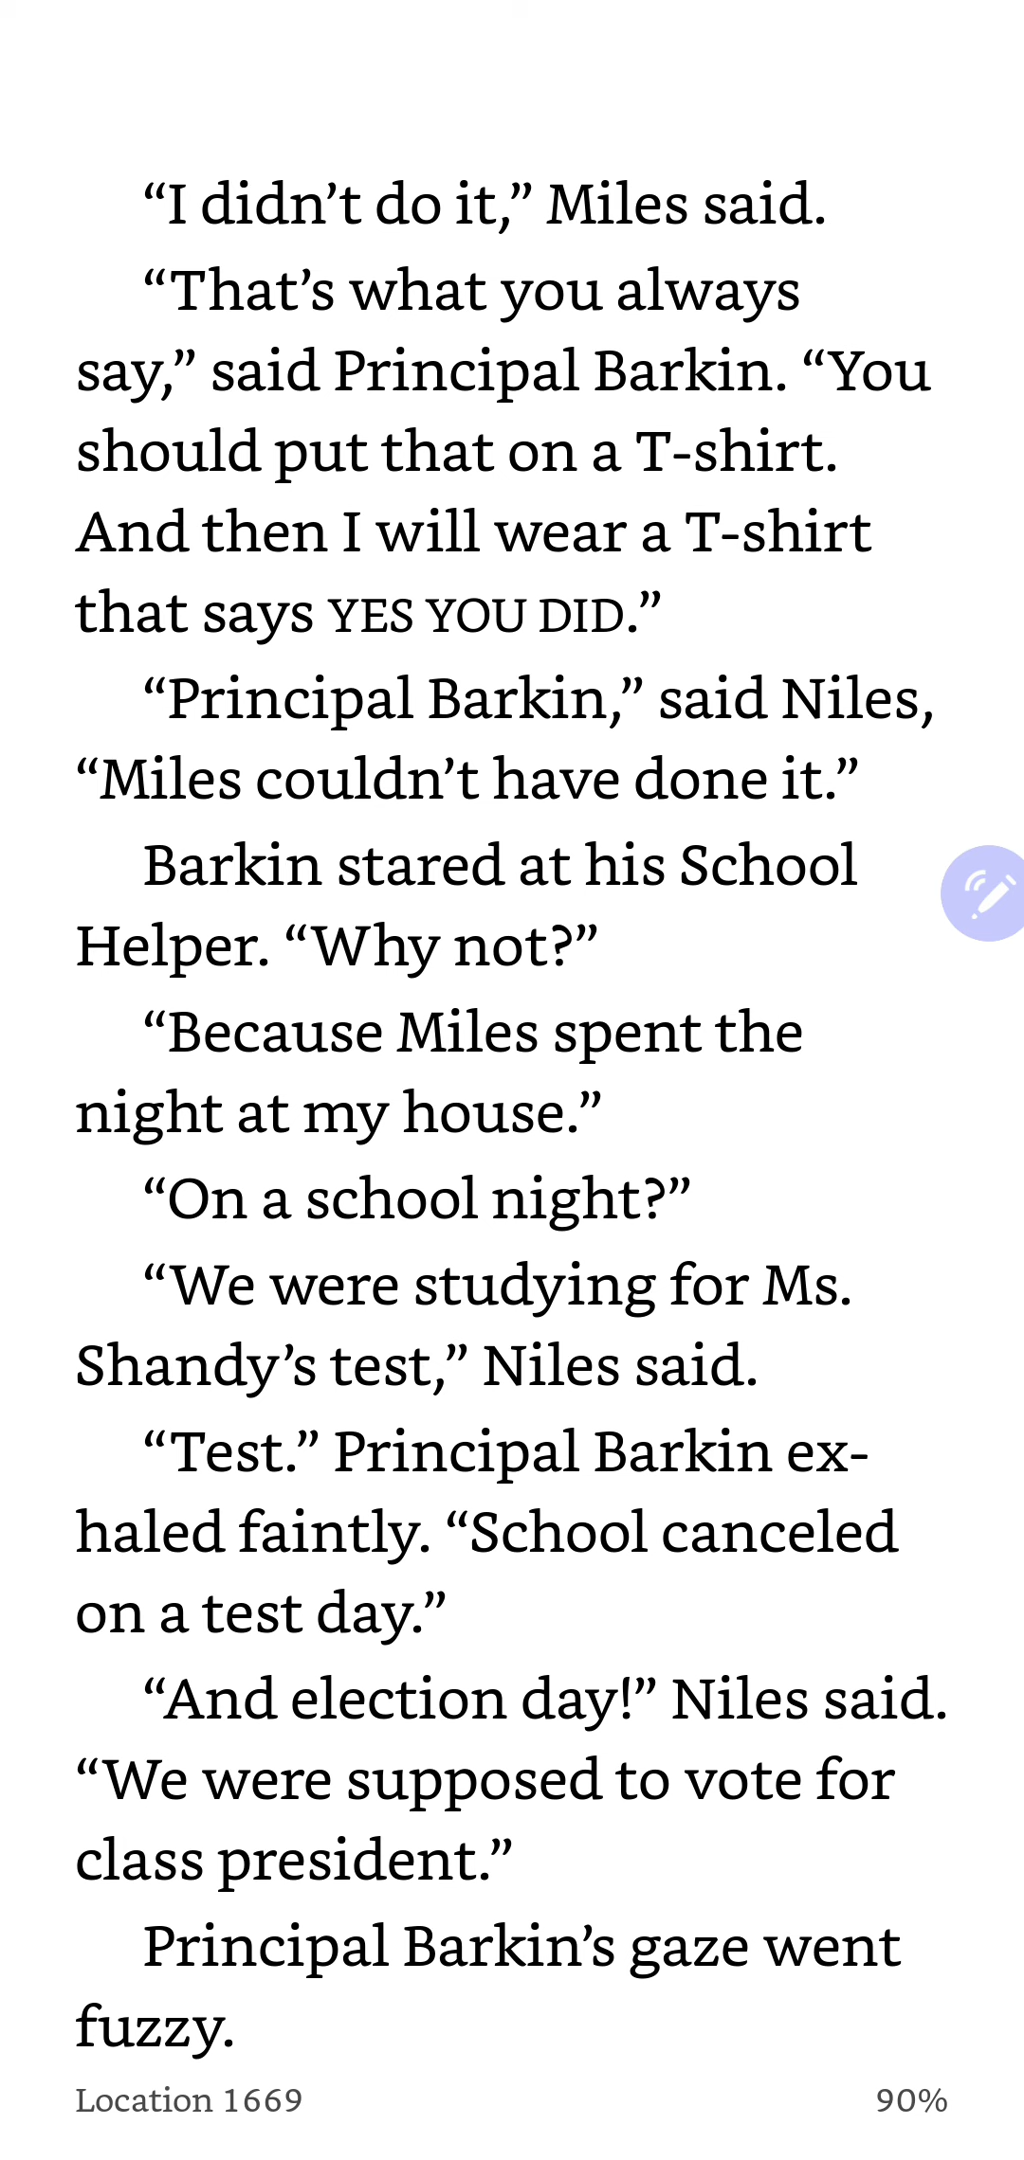 “I didn’t do it,” Miles said.
“That’s what you always
say,” said Principal Barkin. “You
should put that on a T-shirt.
And then I will wear a T-shirt
that says YES YOU DID.”
“Principal Barkin,” said Niles,
“Miles couldn’t have done it.”
Barkin stared at his School
Helper. “Why not?”
“Because Miles spent the
night at my house.”
“On a school night?”
“We were studying for Ms.
Shandy’s test,” Niles said.
“Test.” Principal Barkin ex-
haled faintly. “School canceled
on a test day.”
“And election day!” Niles said.
“We were supposed to vote for
class president.”
Principal Barkin’s gaze went
fuzzy.
Location 1669 90%